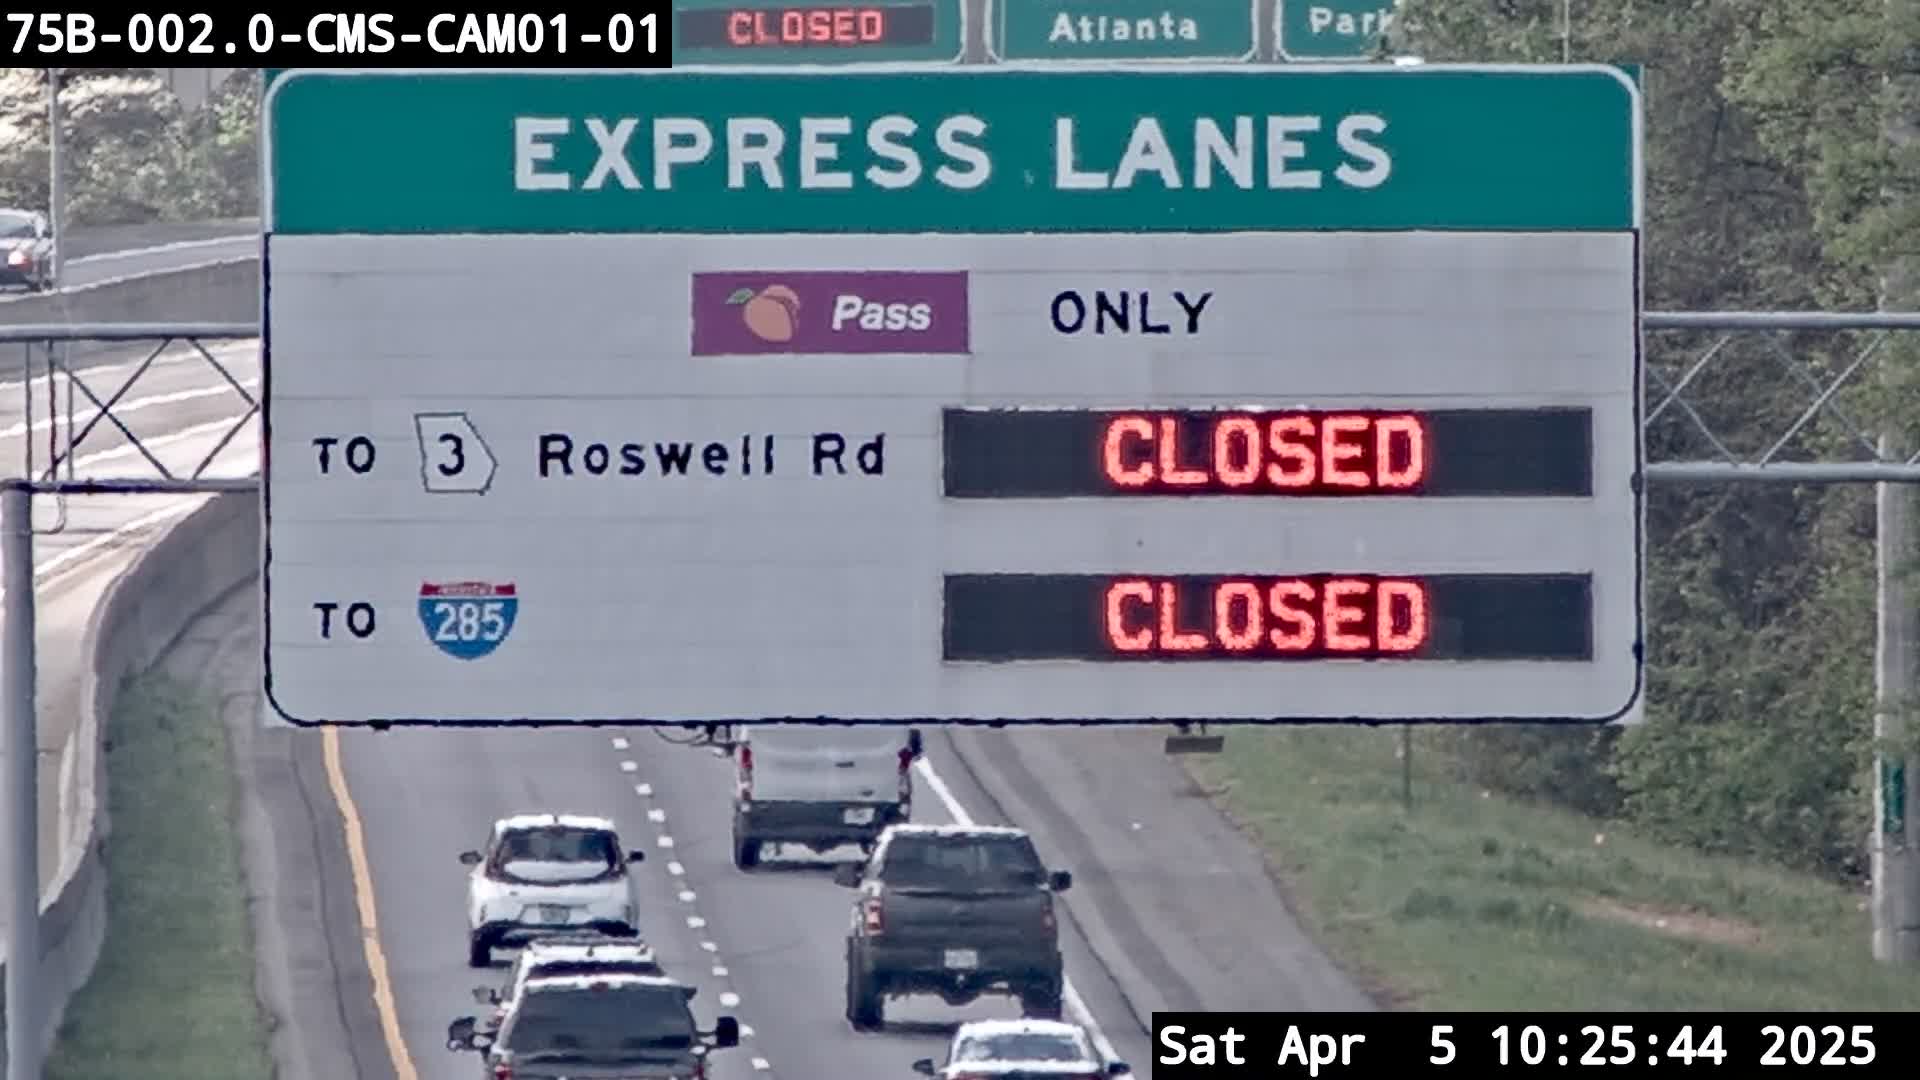 75B-002.0-CMS-CAM01-01
CLOSED
Atlanta
Park
EXPRESS LANES
Pass ONLY
TO 3 Roswell Rd CLOSED
TO INTERSTATE 285 CLOSED
Sat Apr 5 10:25:44 2025